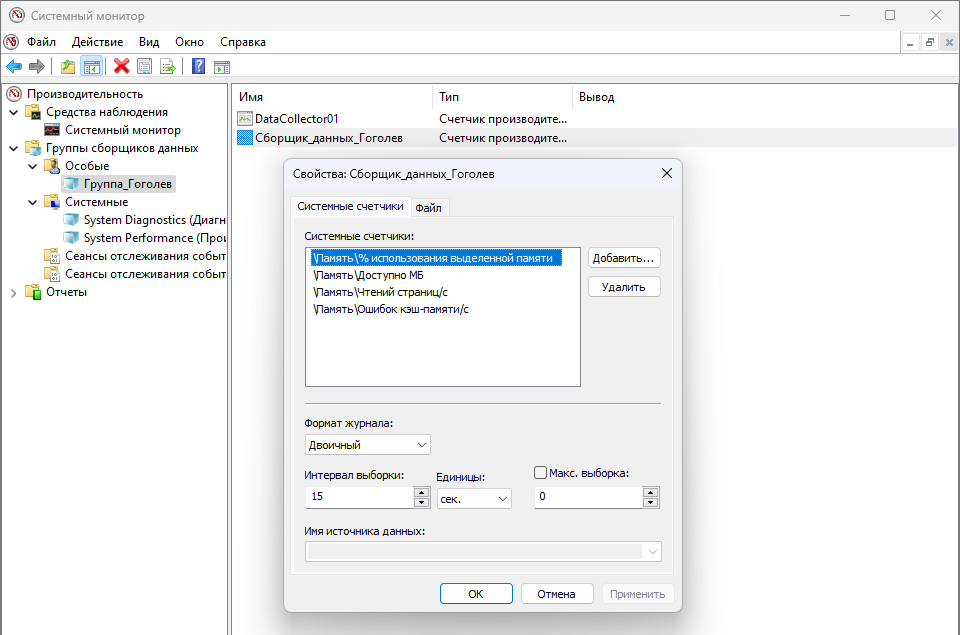 Системный монитор
Файл Действие Вид Окно Справка
Производительность
Средства наблюдения
Системный монитор
Группы сборщиков данных
Особые
Группа_Гоголев
Системные
System Diagnostics (Диагн
System Performance (Прои
Сеансы отслеживания событ
Сеансы отслеживания событ
Отчеты
Имя Тип Вывод
DataCollector01 Счетчик производите...
Сборщик_данных_Гоголев Счетчик производите...
Свойства: Сборщик_данных_Гоголев
Системные счетчики Файл
Системные счетчики:
\Память\% использования выделенной памяти
\Память\Доступно МБ
\Память\Чтений страниц/с
\Память\Ошибок кэш-памяти/с
Добавить...
Удалить
Формат журнала:
Двоичный
Интервал выборки: Единицы: Макс. выборка:
15 сек. 0
Имя источника данных:
ОК Отмена Применить